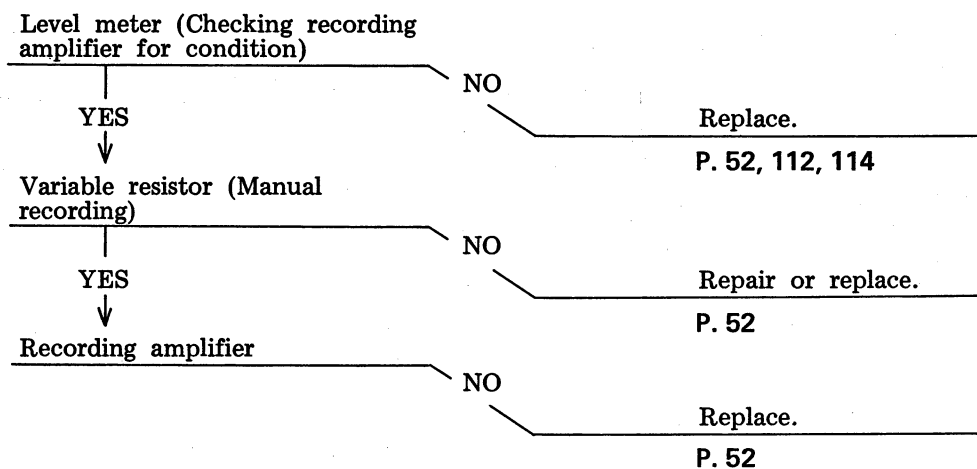 Level meter (Checking recording
amplifier for condition)
NO
YES
Replace.
P. 52, 112, 114
Variable resistor (Manual
recording)
NO
YES
Repair or replace.
P. 52
Recording amplifier
NO
Replace.
P. 52